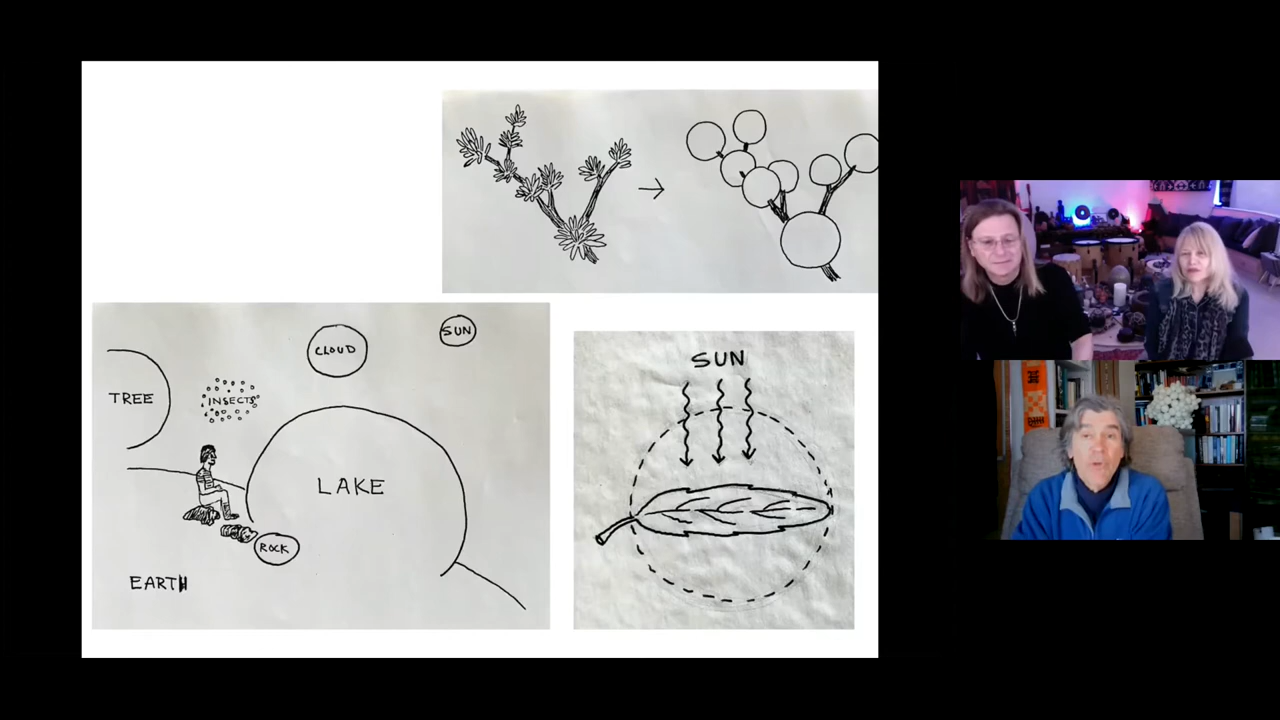 CLOUD
SUN
TREE
INSECTS
LAKE
ROCK
EARTH
SUN